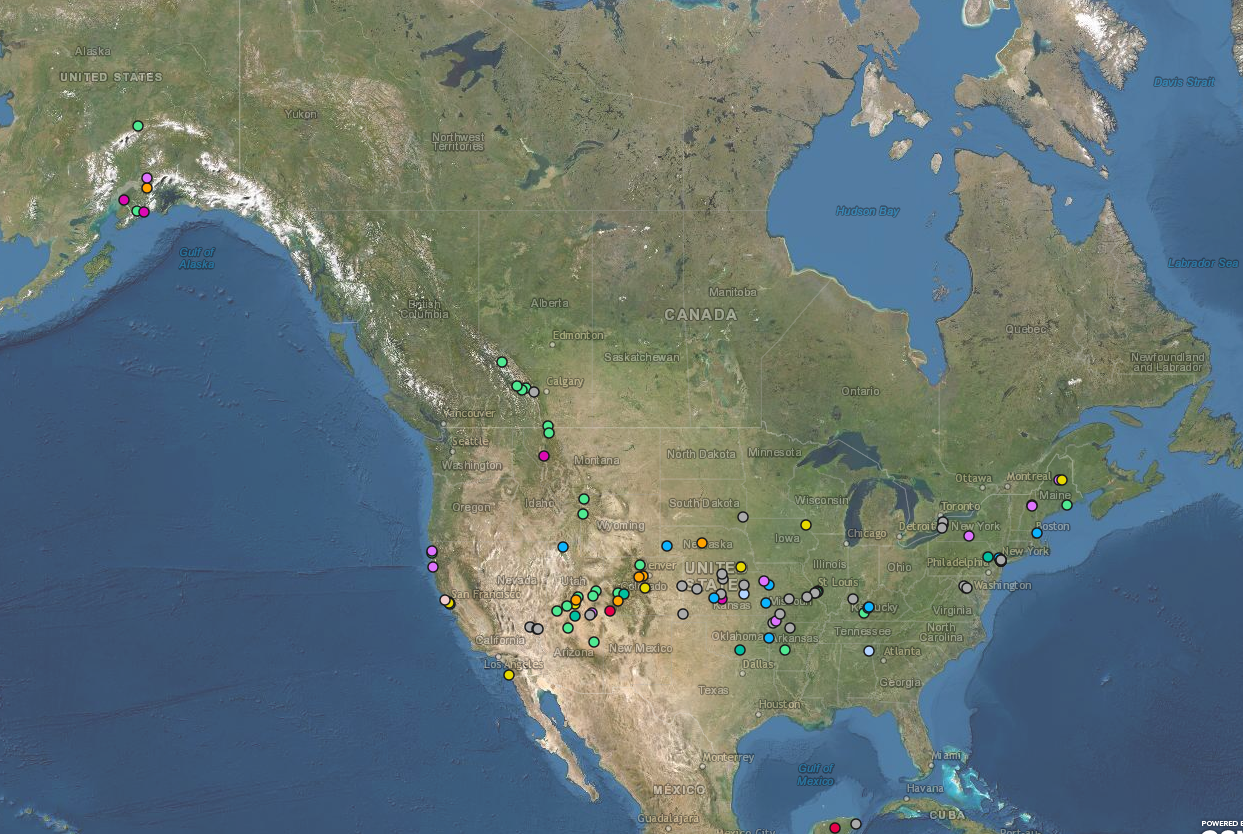 Alaska
UNITED STATES
Davis Strait
Yukon
Northwest
Territories
Hudson Bay
Gulf of
Alaska
Labrador Sea
Manitoba
British
Columbia
Alberta
CANADA
Quebec
Edmonton
Saskatchewan
Newfoundland
and Labrador
Calgary
Ontario
Vancouver
Seattle
Washington
Montana
North Dakota
Minnesota
Ottawa
Montreal
Maine
Oregon
Idaho
South Dakota
Wisconsin
Toronto
Wyoming
Detroit
New York
Boston
Iowa
Chicago
Nebraska
New York
Philadelphia
Nevada
Utah
Denver
UNITED
STATES
Illinois
Ohio
Colorado
St Louis
Washington
San Francisco
Kansas
Missouri
Kentucky
Virginia
California
Oklahoma
Arkansas
Tennessee
North
Carolina
Arizona
New Mexico
Los Angeles
Dallas
Atlanta
Texas
Georgia
Houston
Monterrey
Miami
Gulf of
Mexico
MÉXICO
Havana
CUBA
Guadalajara
Mexico City
Port-au
POWERED